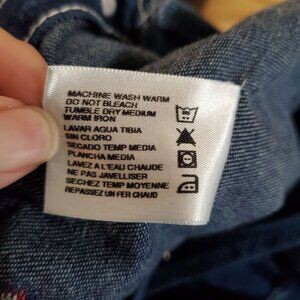 MACHINE WASH WARM
DO NOT BLEACH
TUMBLE DRY MEDIUM
WARM IRON
LAVAR AGUA TIBIA
SIN CLORO
SECADO TEMP MEDIA
PLANCHA MEDIA
LAVEZ A L'EAU CHAUDE
NE PAS JAVELLISER
SECHEZ TEMP MOYENNE
REPASSEZ UN FER CHAUD